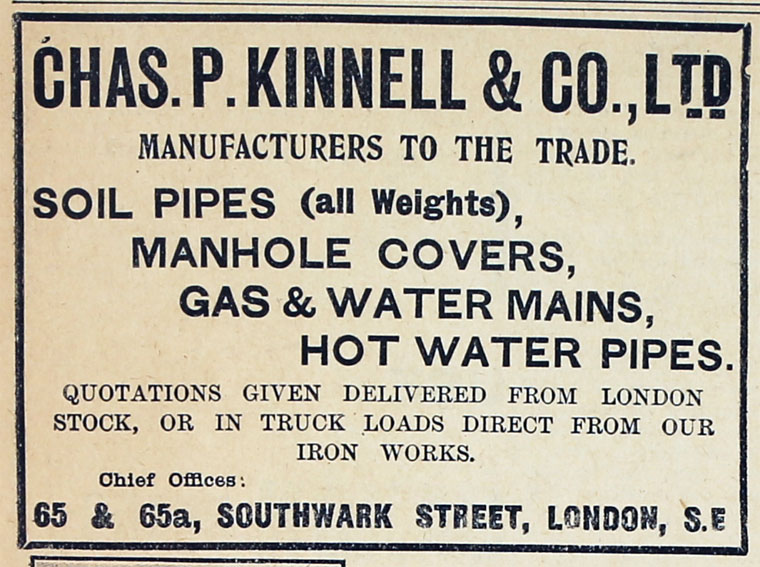 CHAS. P. KINNELL & CO., LTD
MANUFACTURERS TO THE TRADE.
SOIL PIPES (all Weights),
MANHOLE COVERS,
GAS & WATER MAINS,
HOT WATER PIPES.
QUOTATIONS GIVEN DELIVERED FROM LONDON
STOCK, OR IN TRUCK LOADS DIRECT FROM OUR
IRON WORKS.
Chief Offices:
65 & 65a, SOUTHWARK STREET, LONDON, S.E